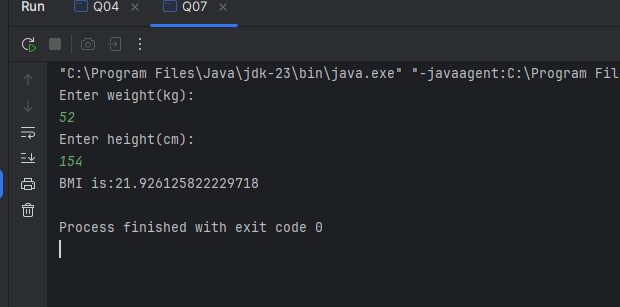 Run Q04 Q07
"C:\Program Files\Java\jdk-23\bin\java.exe" "-javaagent:C:\Program Fil
Enter weight(kg):
52
Enter height(cm):
154
BMI is:21.926125822229718
Process finished with exit code 0